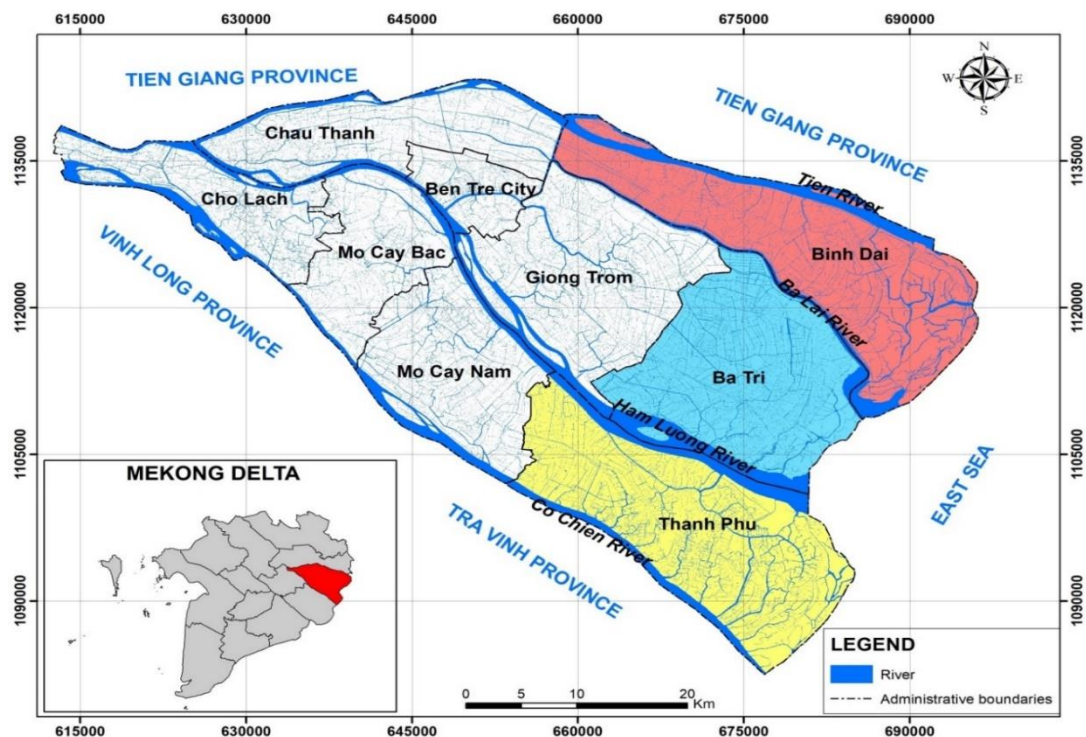 615000 630000 645000 660000 675000 690000
N
W E
S
TIEN GIANG PROVINCE
TIEN GIANG PROVINCE
1135000
1135000
Chau Thanh
Ben Tre City
Cho Lach
Tien River
Mo Cay Bac
Binh Dai
Giong Trom
VINH LONG PROVINCE
Ba Lai River
1120000
1120000
Mo Cay Nam
Ba Tri
Ham Luong River
1105000
1105000
EAST SEA
Co Chien River
Thanh Phu
TRA VINH PROVINCE
MEKONG DELTA
1090000
1090000
LEGEND
River
Administrative boundaries
0 5 10 20
Km
615000 630000 645000 660000 675000 690000